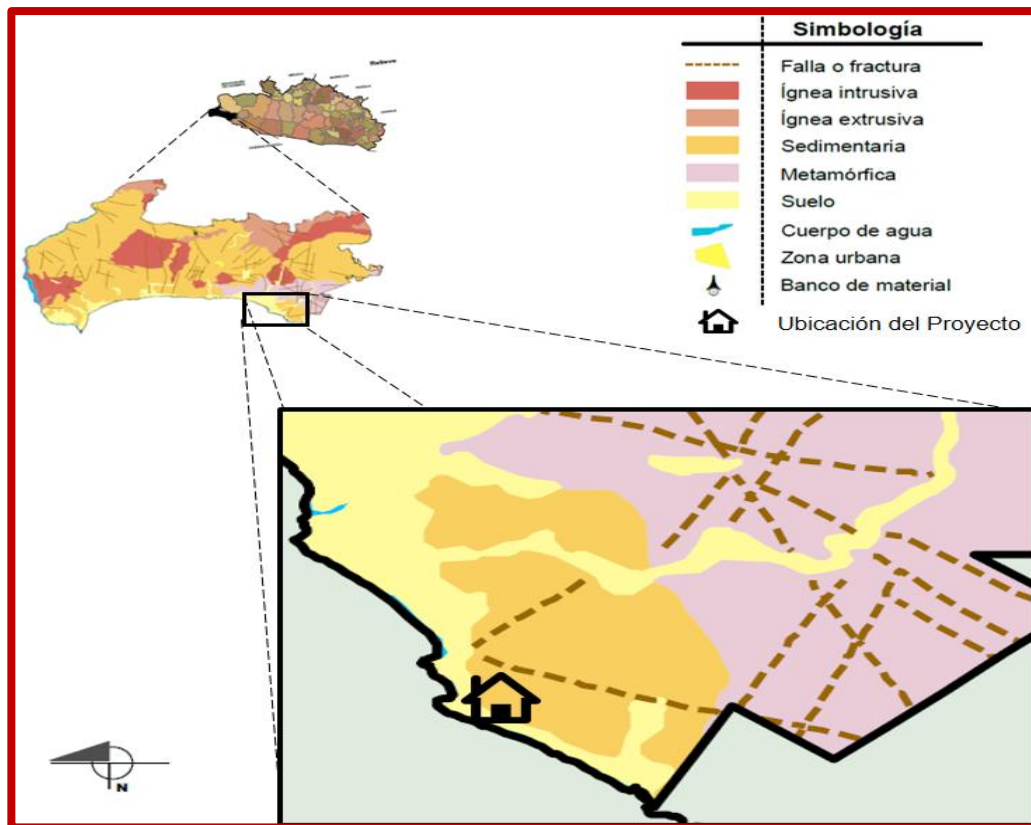 Simbología
Falla o fractura
Ígnea intrusiva
Ígnea extrusiva
Sedimentaria
Metamórfica
Suelo
Cuerpo de agua
Zona urbana
Banco de material
Ubicación del Proyecto
N